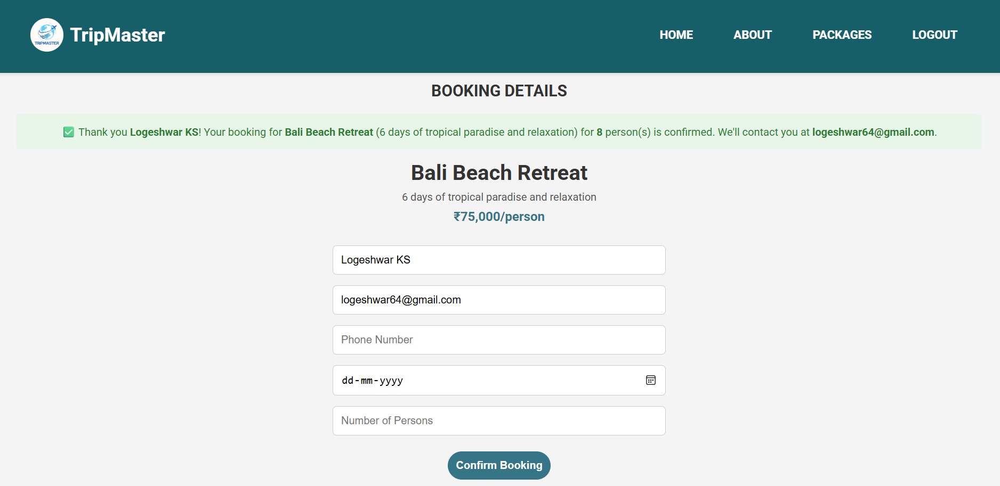 TRIPMASTER
TripMaster
HOME ABOUT PACKAGES LOGOUT
BOOKING DETAILS
✅ Thank you Logeshwar KS! Your booking for Bali Beach Retreat (6 days of tropical paradise and relaxation) for 8 person(s) is confirmed. We'll contact you at logeshwar64@gmail.com.
Bali Beach Retreat
6 days of tropical paradise and relaxation
₹75,000/person
Logeshwar KS
logeshwar64@gmail.com
Phone Number
dd-mm-yyyy
Number of Persons
Confirm Booking